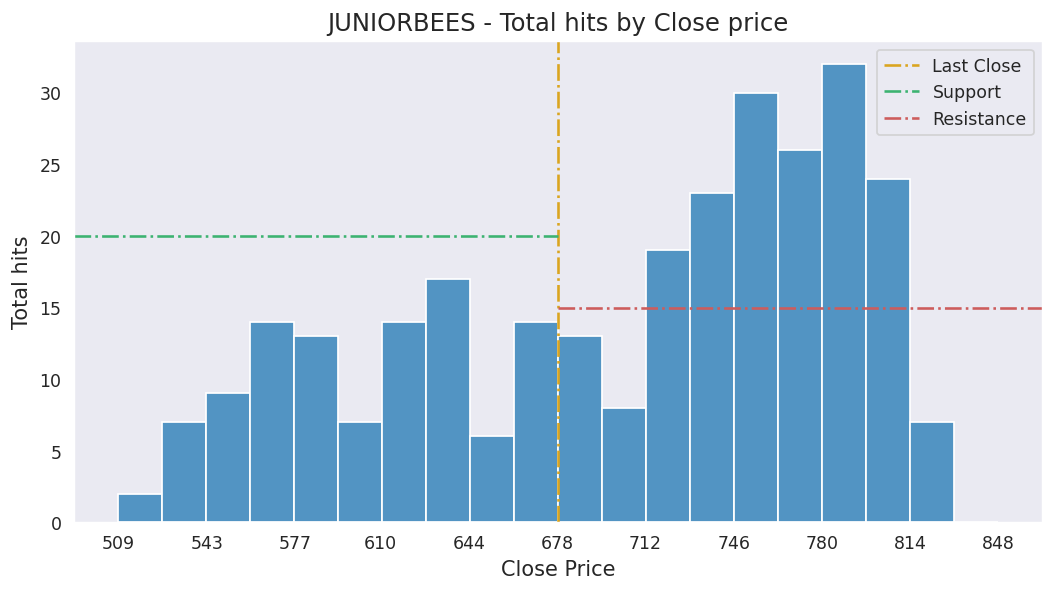 JUNIORBEES - Total hits by Close price
Last Close
Support
Resistance
Total hits
30
25
20
15
10
5
0
509 543 577 610 644 678 712 746 780 814 848
Close Price